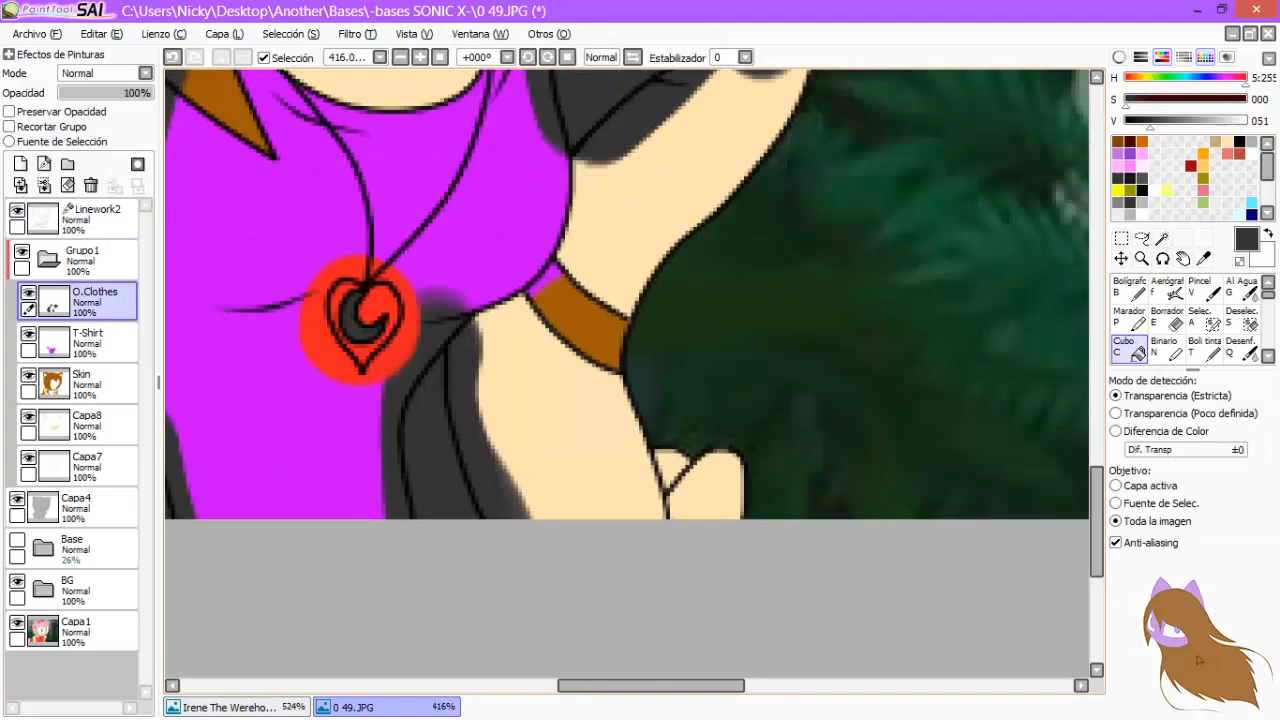 PaintTool SAI C:\Users\Nicky\Desktop\Another\Bases\-bases SONIC X-\0 49.JPG (*)
Archivo (F) Editar (E) Lienzo (C) Capa (L) Selección (S) Filtro (T) Vista (V) Ventana (W) Otros (O)
Efectos de Pinturas
Selección 416.0... +000° Normal Estabilizador 0
Modo Normal
Opacidad 100%
Preservar Opacidad
Recortar Grupo
Fuente de Selección
Linework2
Normal
100%
Grupo1
Normal
100%
O.Clothes
Normal
100%
T-Shirt
Normal
100%
Skin
Normal
100%
Capa8
Normal
100%
Capa7
Normal
100%
Capa4
Normal
100%
Base
Normal
26%
BG
Normal
100%
Capa1
Normal
100%
H 5:255
S 000
V 051
Bolígraf Aerógraf Pincel Al Agua
B F V G
Marador Borrador Selec. Deselec.
P E A S
Cubo Binario Boli tinta Desenf.
C N T Q
Modo de detección:
Transparencia (Estricta)
Transparencia (Poco definida)
Diferencia de Color
Dif. Transp ±0
Objetivo:
Capa activa
Fuente de Selec.
Toda la imagen
Anti-aliasing
Irene The Wereho... 524% 0 49.JPG 416%